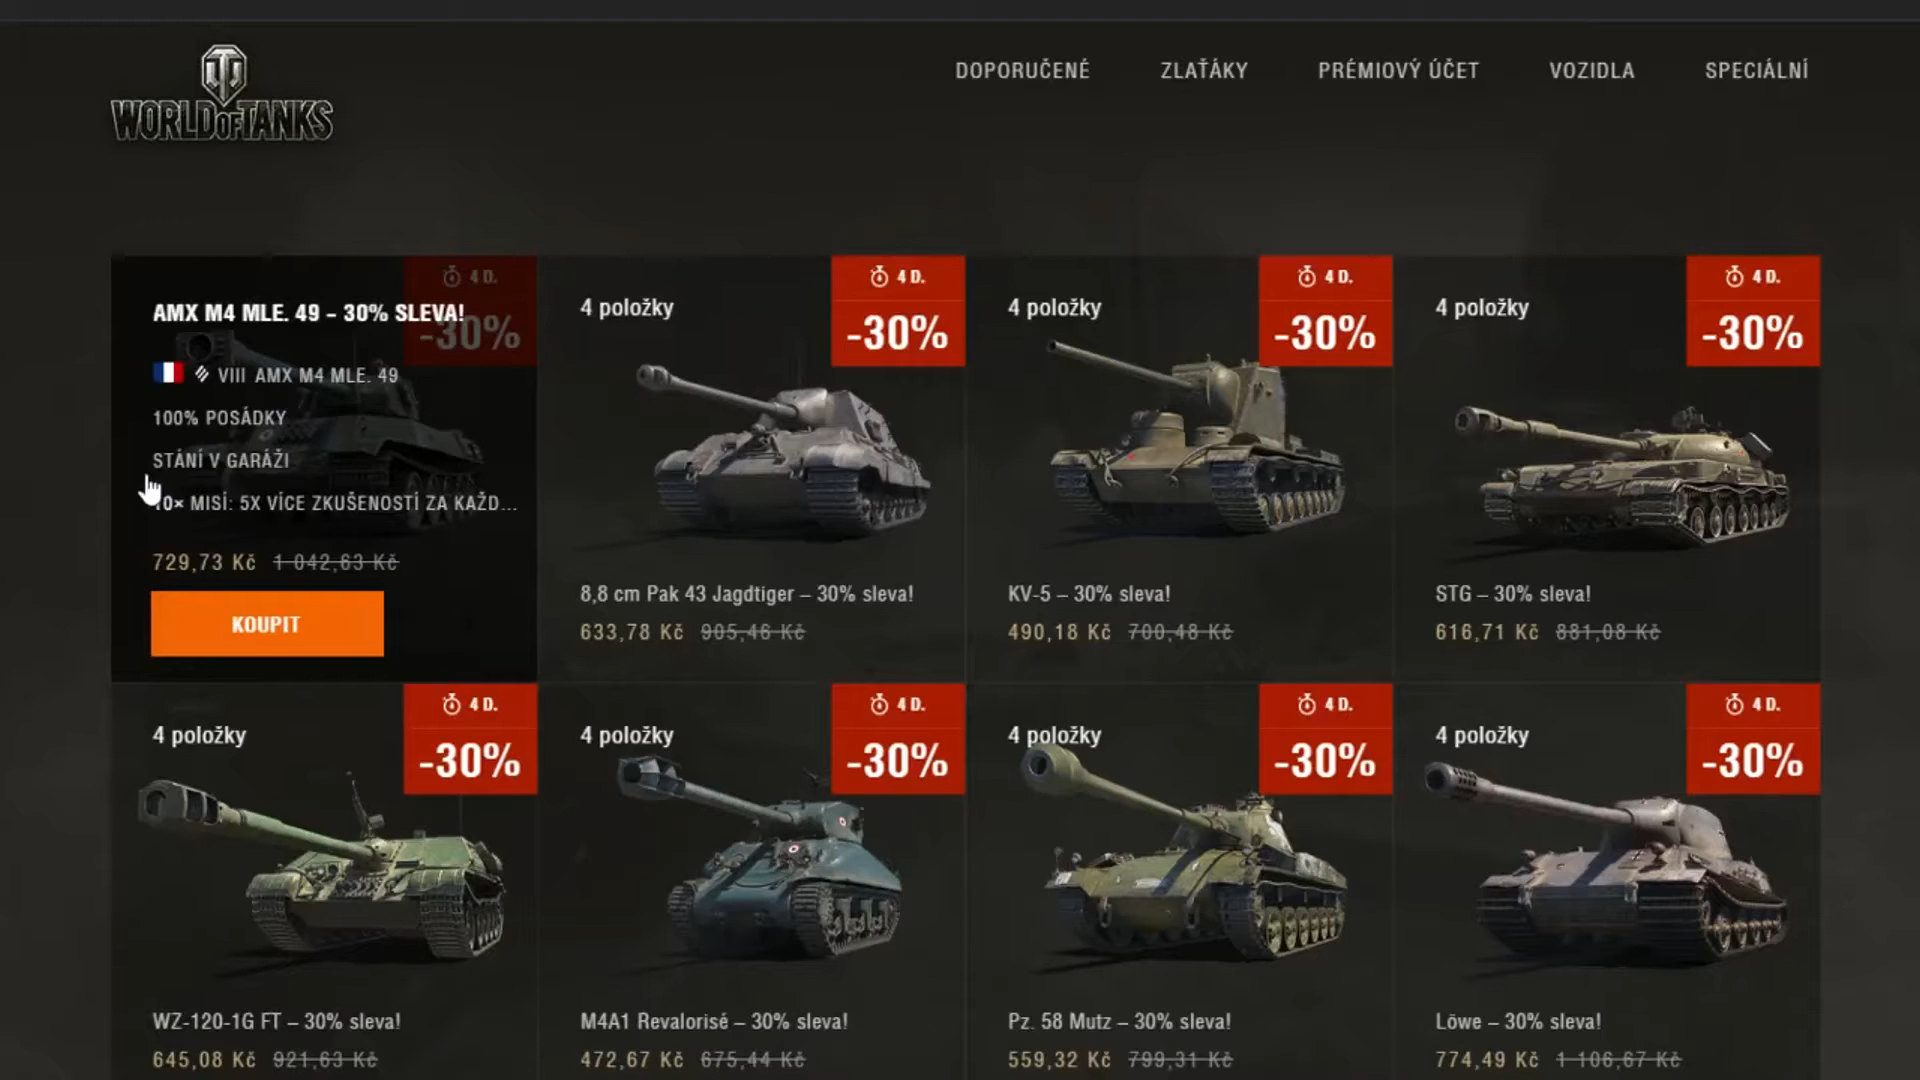 WORLD OF TANKS
DOPORUČENÉ
ZLAŤÁKY
PRÉMIOVÝ ÚČET
VOZIDLA
SPECIÁLNÍ
4 D.
-30%
AMX M4 MLE. 49 – 30% SLEVA!
VIII AMX M4 MLE. 49
100% POSÁDKY
STÁNÍ V GARÁŽI
10× MISÍ: 5X VÍCE ZKUŠENOSTÍ ZA KAŽD...
729,73 Kč 1 042,63 Kč
KOUPIT
4 položky
4 D.
-30%
8,8 cm Pak 43 Jagdtiger – 30% sleva!
633,78 Kč 905,46 Kč
4 položky
4 D.
-30%
KV-5 – 30% sleva!
490,18 Kč 700,48 Kč
4 položky
4 D.
-30%
STG – 30% sleva!
616,71 Kč 881,08 Kč
4 položky
4 D.
-30%
WZ-120-1G FT – 30% sleva!
645,08 Kč 921,63 Kč
4 položky
4 D.
-30%
M4A1 Revalorisé – 30% sleva!
472,67 Kč 675,44 Kč
4 položky
4 D.
-30%
Pz. 58 Mutz – 30% sleva!
559,32 Kč 799,31 Kč
4 položky
4 D.
-30%
Löwe – 30% sleva!
774,49 Kč 1 106,67 Kč